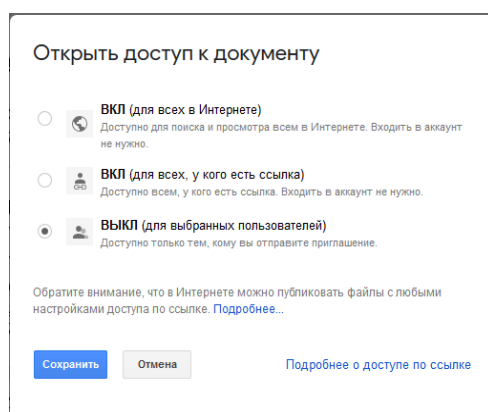 Открыть доступ к документу
ВКЛ (для всех в Интернете)
Доступно для поиска и просмотра всем в Интернете. Входить в аккаунт
не нужно.
ВКЛ (для всех, у кого есть ссылка)
Доступно всем, у кого есть ссылка. Входить в аккаунт не нужно.
ВЫКЛ (для выбранных пользователей)
Доступно только тем, кому вы отправите приглашение.
Обратите внимание, что в Интернете можно публиковать файлы с любыми
настройками доступа по ссылке. Подробнее...
Сохранить Отмена Подробнее о доступе по ссылке